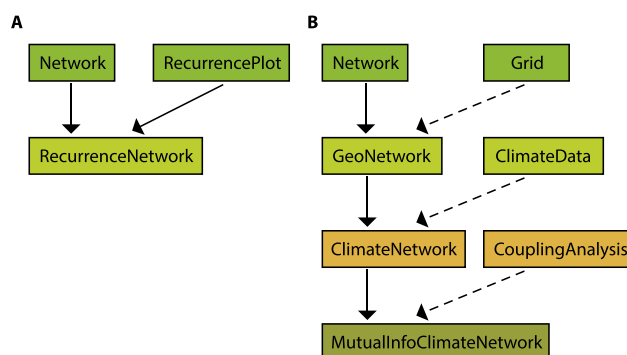 A
B
Network
RecurrencePlot
Network
Grid
RecurrenceNetwork
GeoNetwork
ClimateData
ClimateNetwork
CouplingAnalysis
MutualInfoClimateNetwork